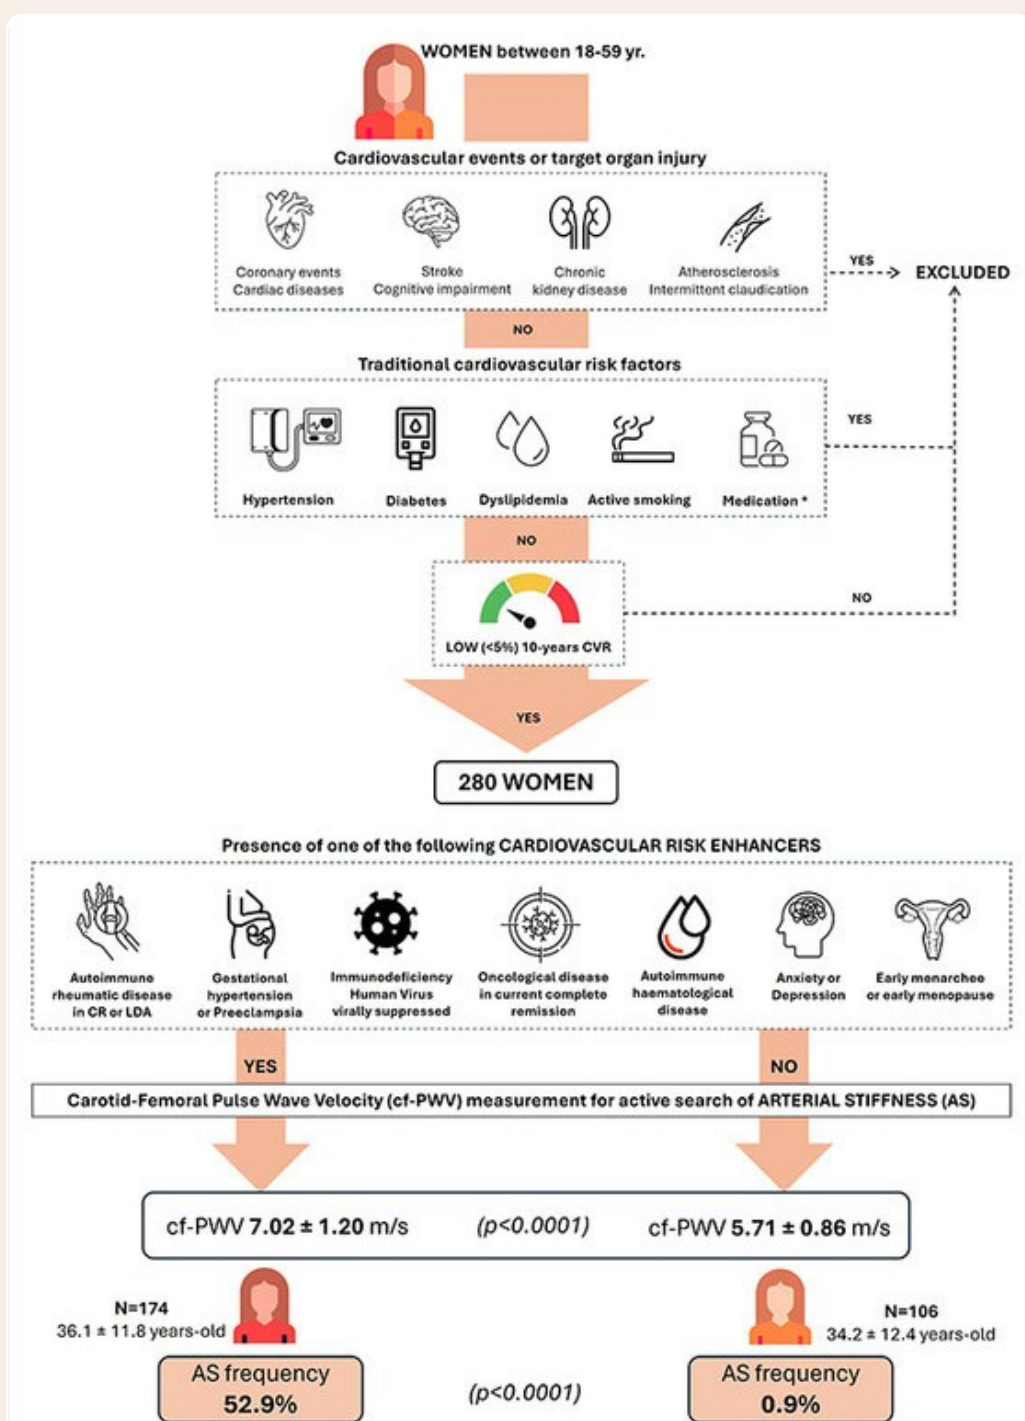 WOMEN between 18-59 yr.
Cardiovascular events or target organ injury
Coronary events
Cardiac diseases
Stroke
Cognitive impairment
Chronic
kidney disease
Atherosclerosis
Intermittent claudication
YES
EXCLUDED
NO
Traditional cardiovascular risk factors
Hypertension
Diabetes
Dyslipidemia
Active smoking
Medication *
YES
NO
LOW (<5%) 10-years CVR
NO
YES
280 WOMEN
Presence of one of the following CARDIOVASCULAR RISK ENHANCERS
Autoimmune
rheumatic disease
in CR or LDA
Gestational
hypertension
or Preeclampsia
Immunodeficiency
Human Virus
virally suppressed
Oncological disease
in current complete
remission
Autoimmune
haematological
disease
Anxiety or
Depression
Early menarchee
or early menopause
YES
NO
Carotid-Femoral Pulse Wave Velocity (cf-PWV) measurement for active search of ARTERIAL STIFFNESS (AS)
cf-PWV 7.02 ± 1.20 m/s
(p<0.0001)
cf-PWV 5.71 ± 0.86 m/s
N=174
36.1 ± 11.8 years-old
N=106
34.2 ± 12.4 years-old
AS frequency
52.9%
(p<0.0001)
AS frequency
0.9%